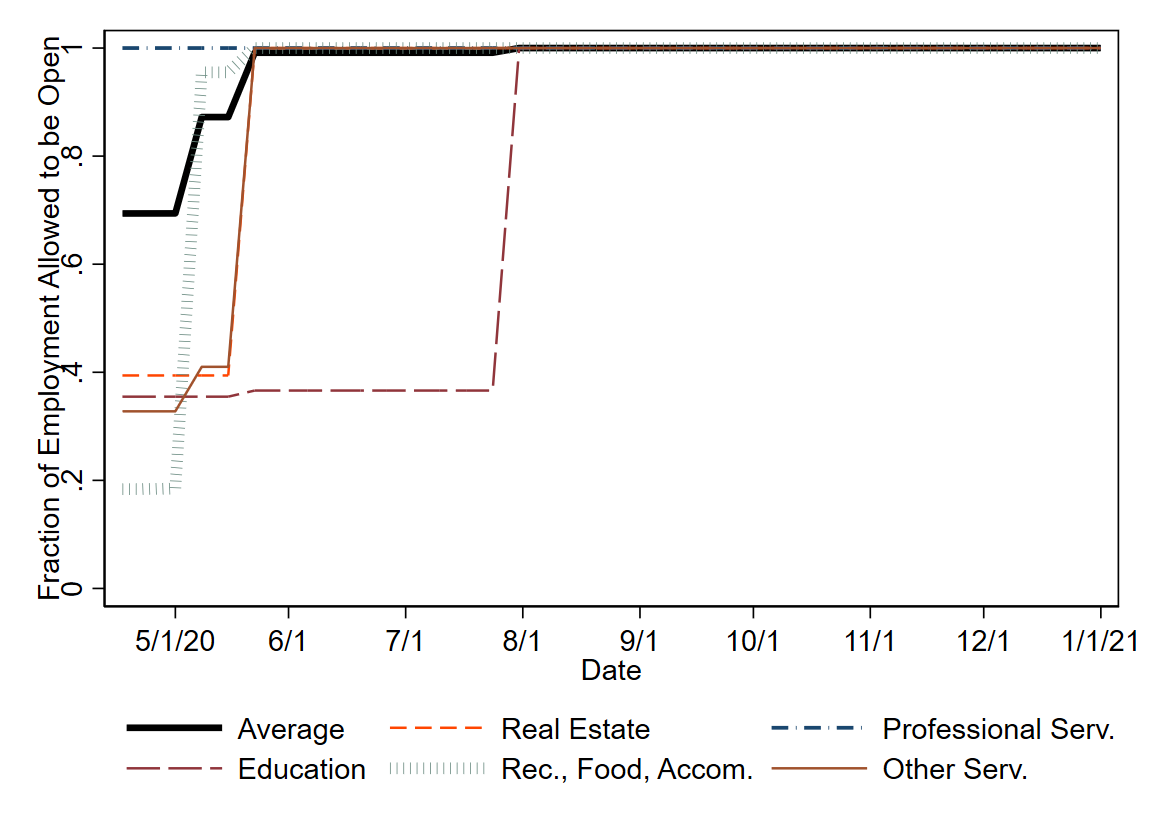 Fraction of Employment Allowed to be Open
1
.8
.6
.4
.2
0
5/1/20 6/1 7/1 8/1 9/1 10/1 11/1 12/1 1/1/21
Date
Average Real Estate Professional Serv.
Education Rec., Food, Accom. Other Serv.